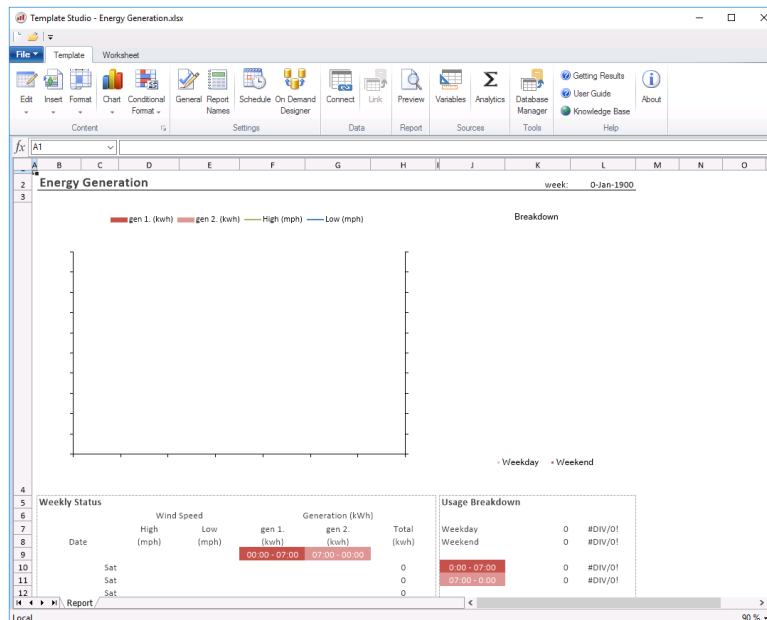 Template Studio - Energy Generation.xlsx
File Template Worksheet
Edit Insert Format Chart Conditional Format General Report Names Schedule On Demand Designer Connect Link Preview Variables Analytics Database Manager Getting Results User Guide Knowledge Base About
Content Settings Data Report Sources Tools Help
fx A1
A B C D E F G H I J K L M N O
2 Energy Generation week: 0-Jan-1900
3
gen 1. (kwh) gen 2. (kwh) High (mph) Low (mph) Breakdown
Weekday Weekend
4
5 Weekly Status Usage Breakdown
6 Wind Speed Generation (kWh)
7 High Low gen 1. gen 2. Total Weekday 0 #DIV/0!
8 Date (mph) (mph) (kwh) (kwh) (kwh) Weekend 0 #DIV/0!
9 00:00 - 07:00 07:00 - 00:00
10 Sat 0 0:00 - 07:00 0 #DIV/0!
11 Sat 0 07:00 - 0:00 0 #DIV/0!
12 Sat 0
Report
Local 90 %